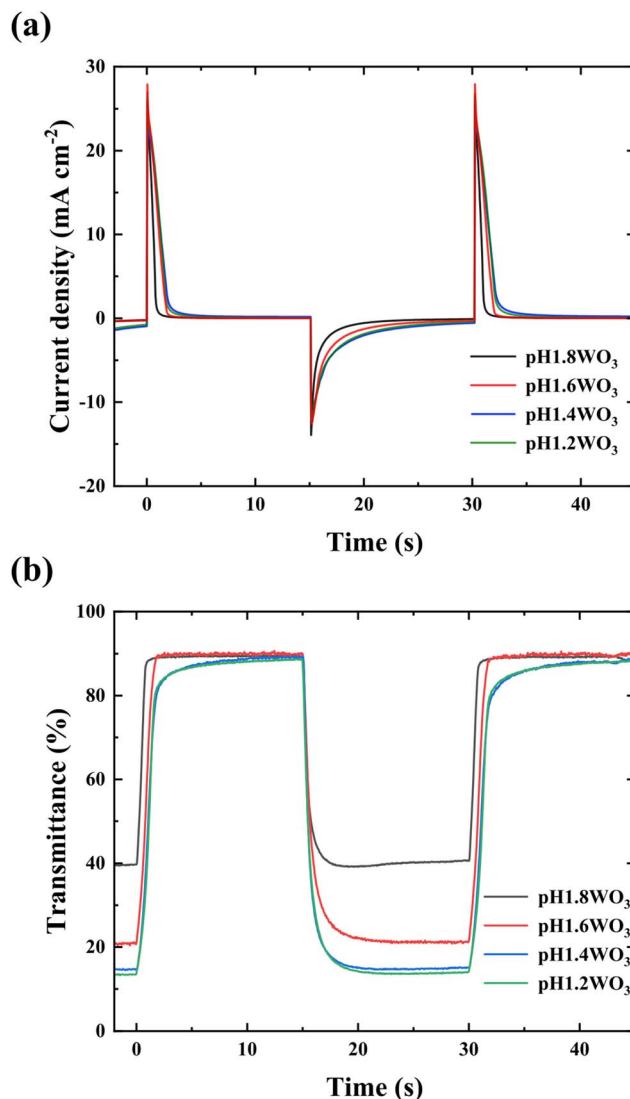 (a)
30
20
10
0
-10
-20
Current density (mA cm⁻²)
pH1.8WO₃
pH1.6WO₃
pH1.4WO₃
pH1.2WO₃
0 10 20 30 40
Time (s)
(b)
100
80
60
40
20
0
Transmittance (%)
pH1.8WO₃
pH1.6WO₃
pH1.4WO₃
pH1.2WO₃
0 10 20 30 40
Time (s)